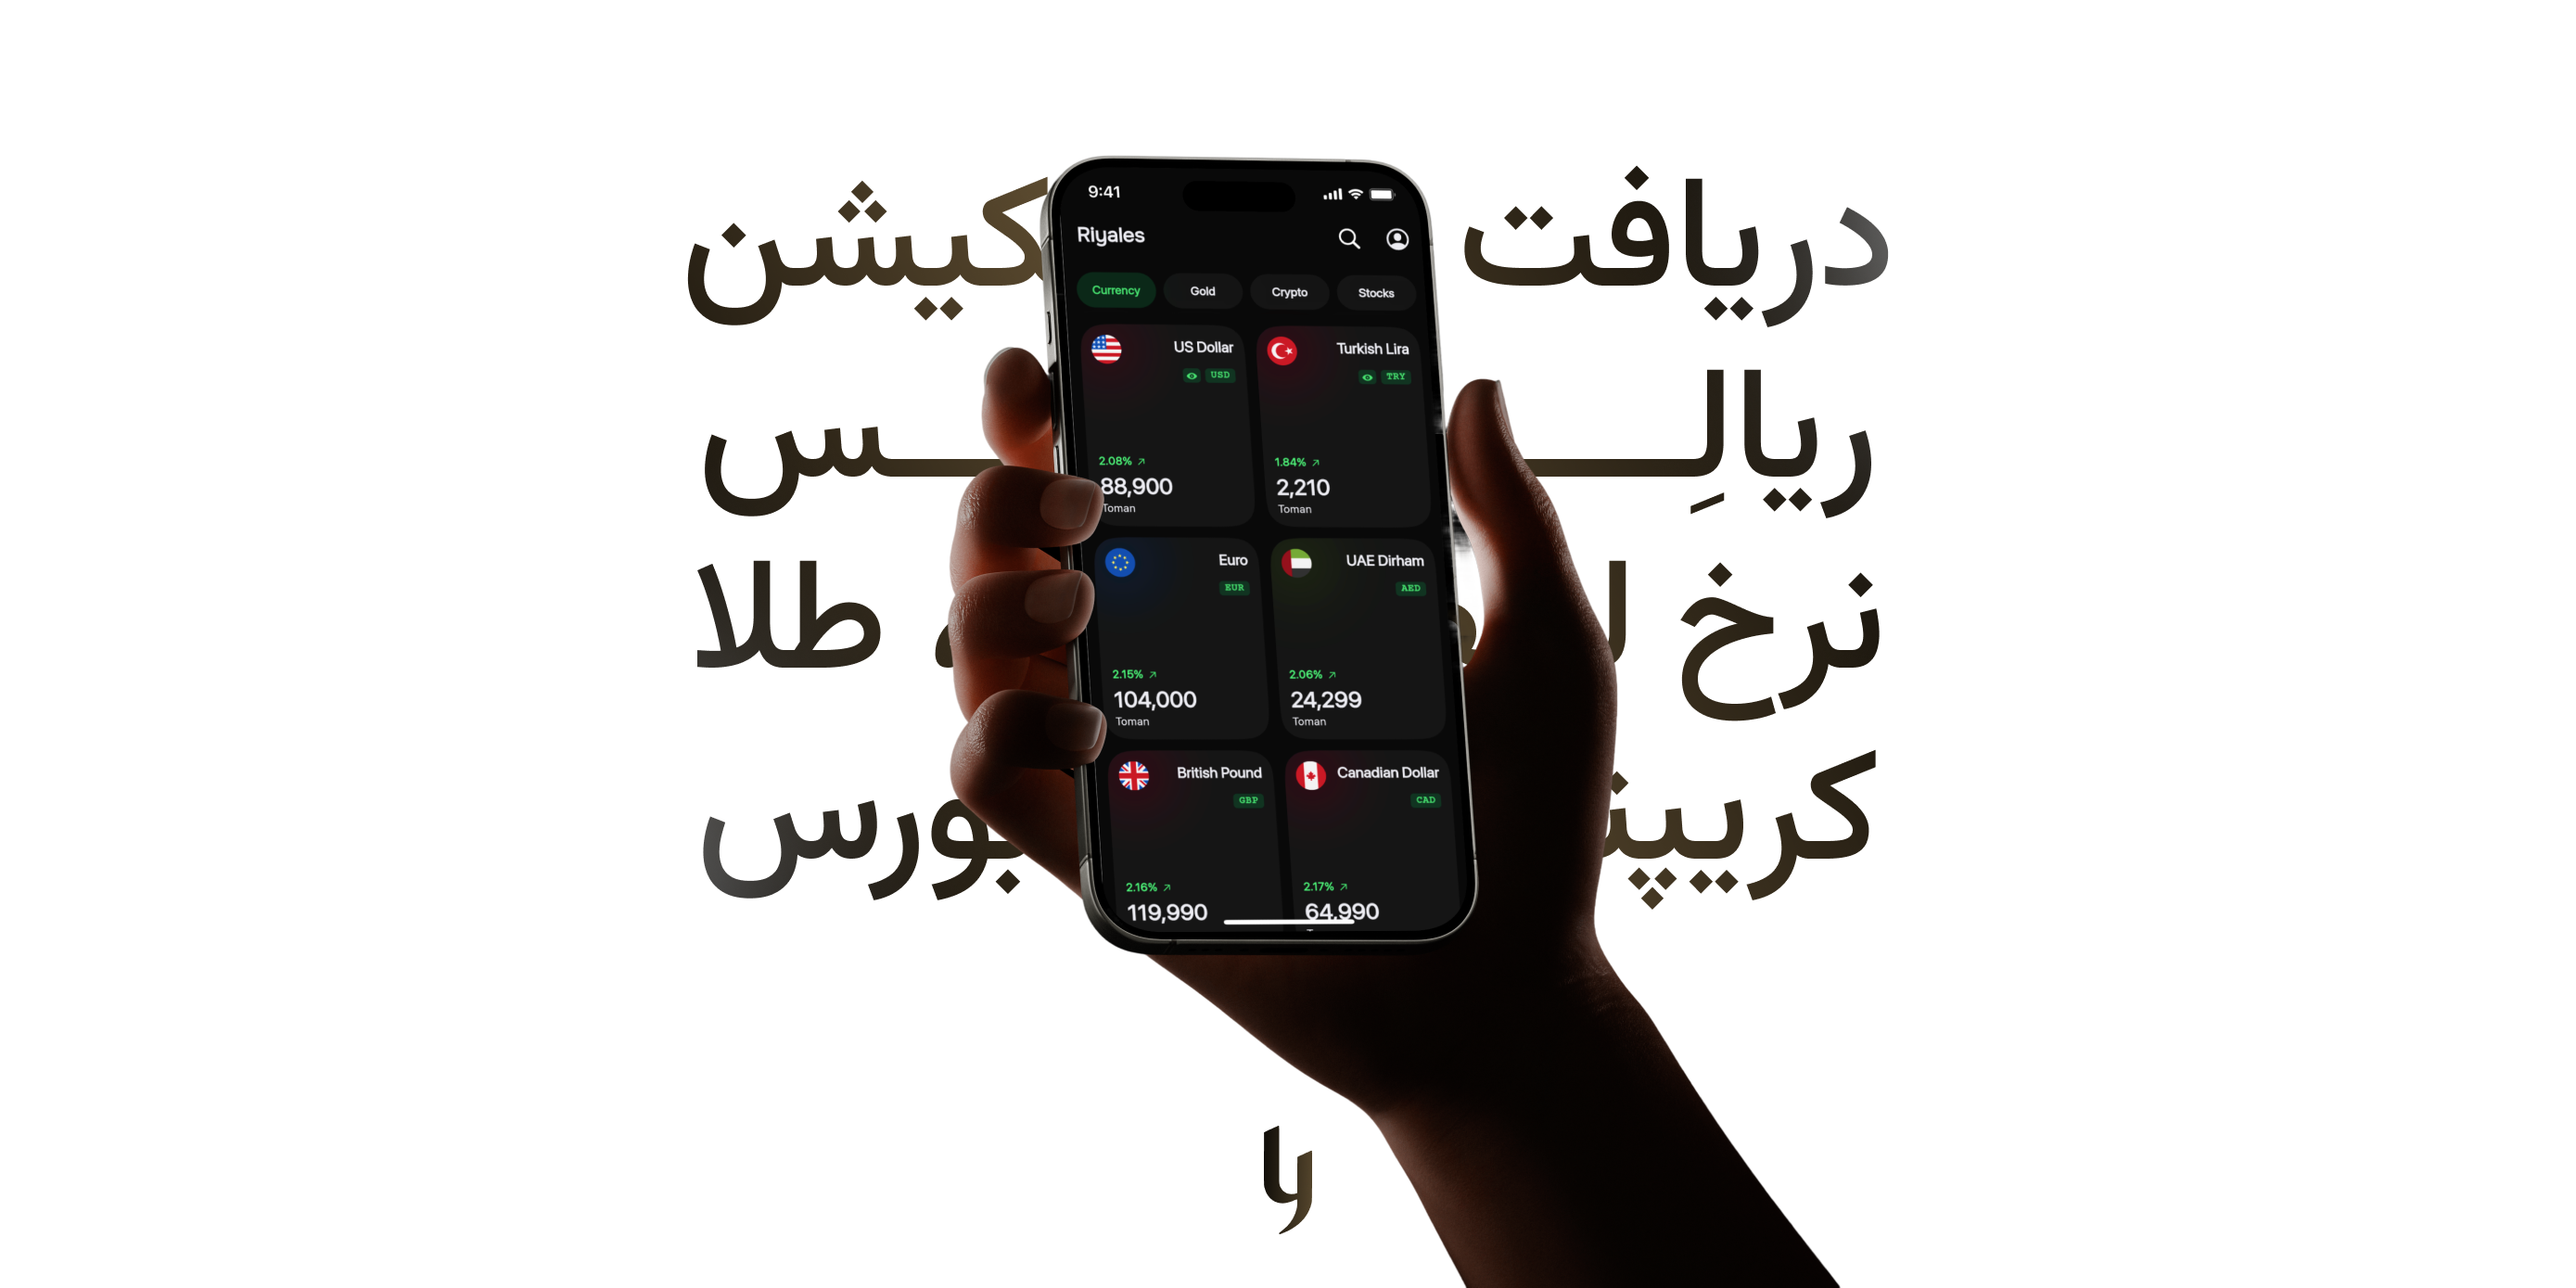 دریافت کیشن
ریالِــــــس
نرخ طلا
کریپتو بورس
9:41
Riyales
Currency Gold Crypto Stocks
US Dollar Turkish Lira
USD TRY
2.08% 1.84%
88,900 2,210
Toman Toman
Euro UAE Dirham
EUR AED
2.15% 2.06%
104,000 24,299
Toman Toman
British Pound Canadian Dollar
GBP CAD
2.16% 2.17%
119,990 64,990